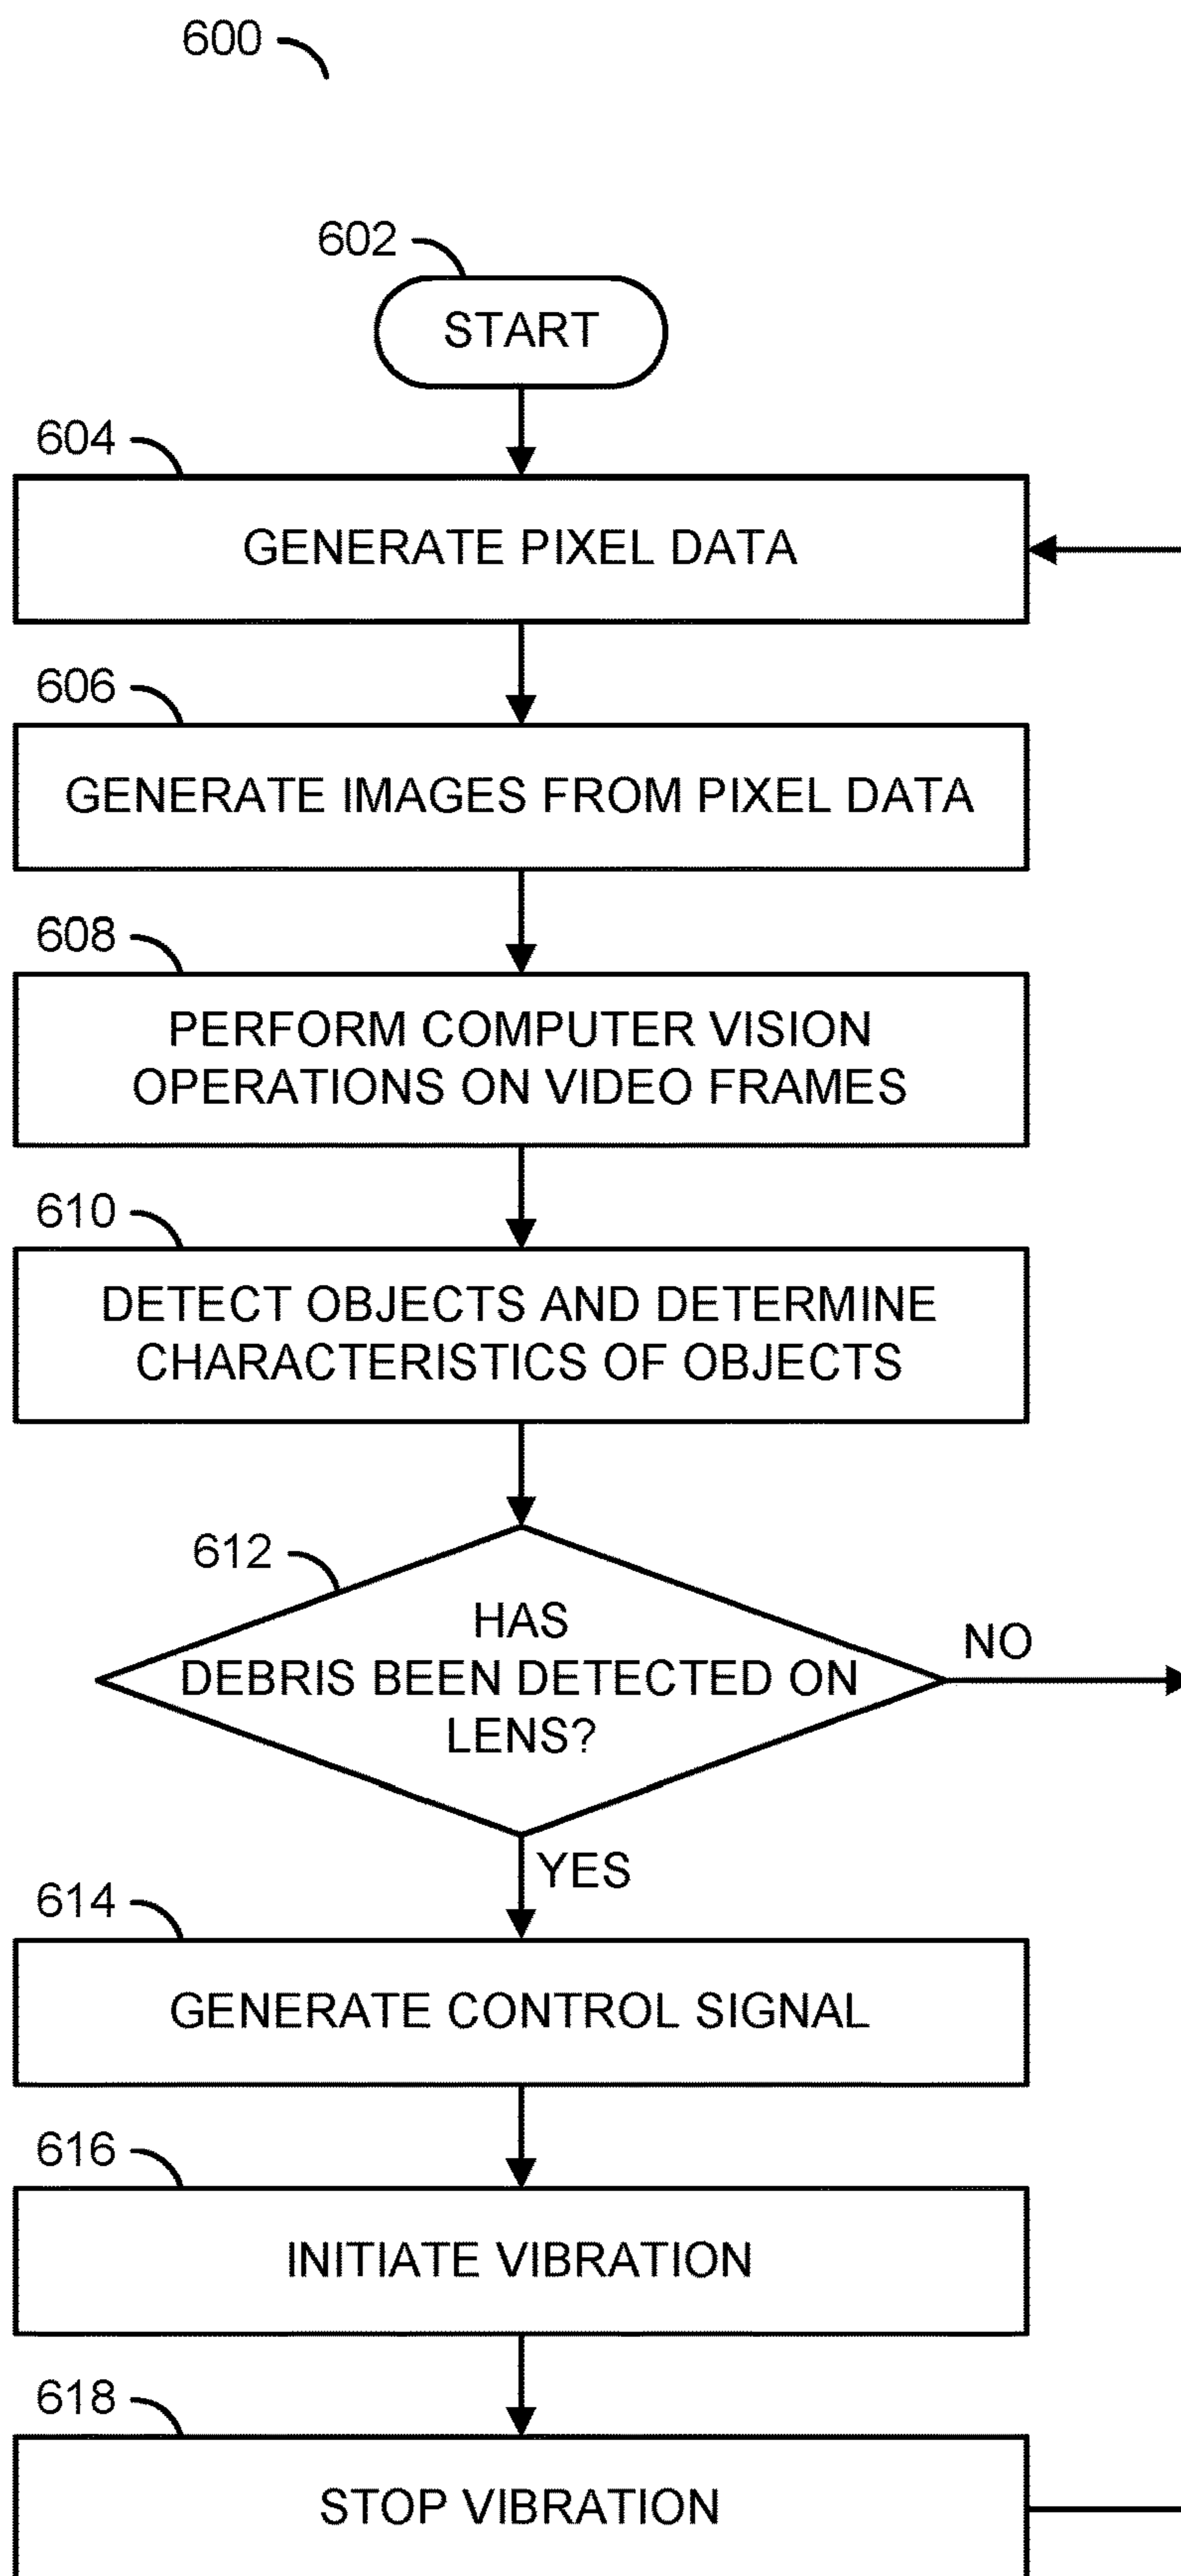 600
602
START
604
GENERATE PIXEL DATA
606
GENERATE IMAGES FROM PIXEL DATA
608
PERFORM COMPUTER VISION
OPERATIONS ON VIDEO FRAMES
610
DETECT OBJECTS AND DETERMINE
CHARACTERISTICS OF OBJECTS
612
HAS
DEBRIS BEEN DETECTED ON
LENS?
NO
YES
614
GENERATE CONTROL SIGNAL
616
INITIATE VIBRATION
618
STOP VIBRATION